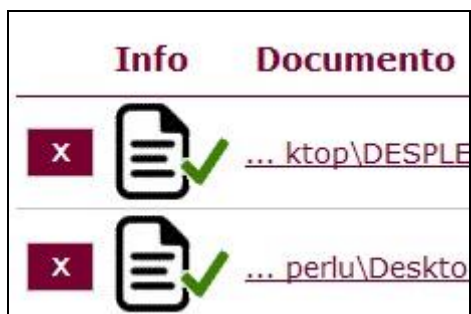 Info Documento
X ... ktop\DESPLE
X ... perlu\Deskto